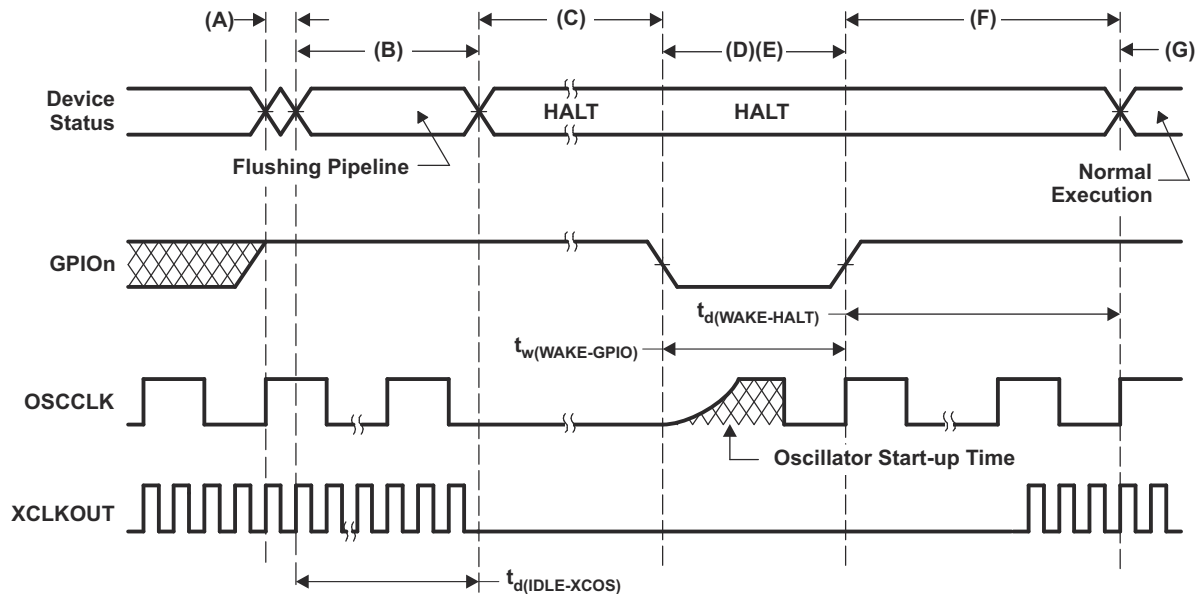 (A)
(B)
(C)
(D)(E)
(F)
(G)
Device
Status
HALT
HALT
Flushing Pipeline
Normal
Execution
GPIOn
td(WAKE-HALT)
tw(WAKE-GPIO)
OSCCLK
Oscillator Start-up Time
XCLKOUT
td(IDLE-XCOS)